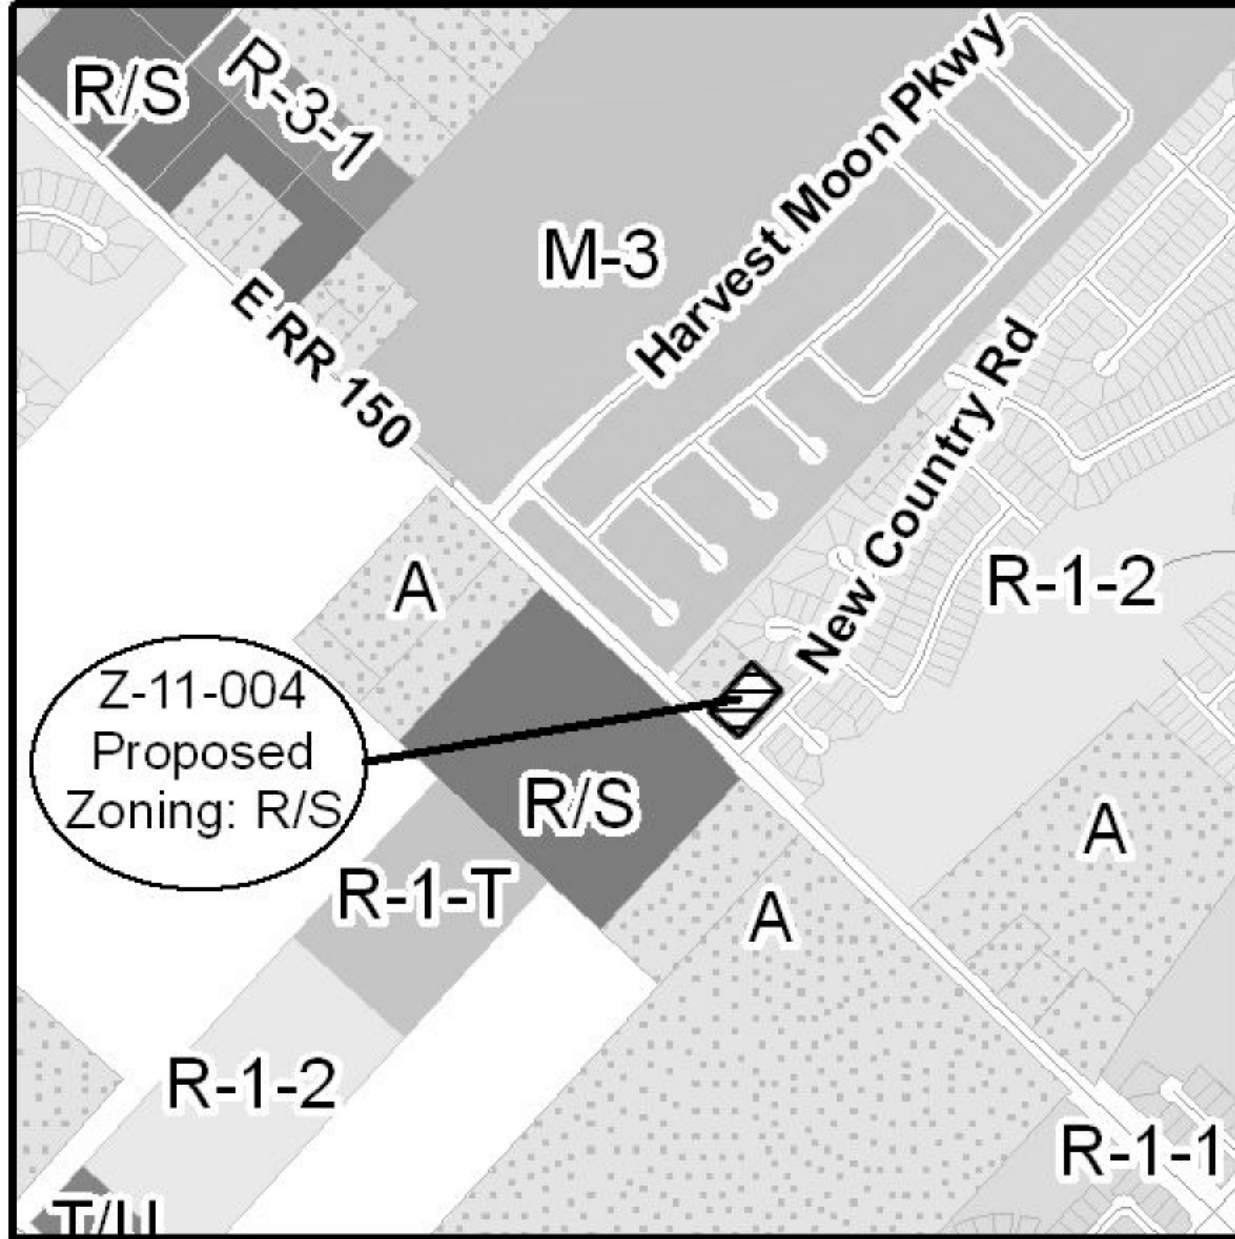 R/S
R-3-1
Harvest Moon Pkwy
M-3
E RR 150
New Country Rd
A
R-1-2
Z-11-004
Proposed
Zoning: R/S
R/S
A
R-1-T
A
R-1-2
R-1-1
T/U